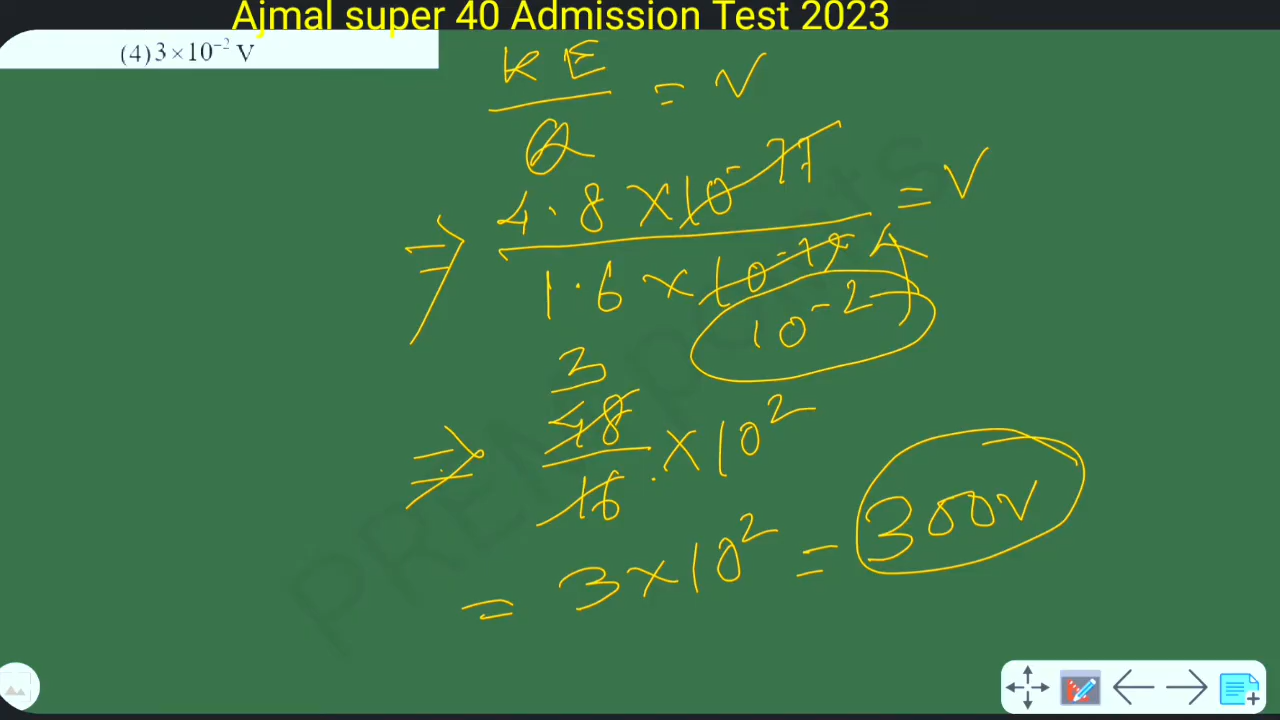 Ajmal super 40 Admission Test 2023
(4) 3×10⁻² V
KE/Q = V
⇒ 4.8 × 10⁻¹⁷ / 1.6 × 10⁻¹⁹ = V
10⁻²
3
⇒ 48/16 × 10²
= 3 × 10² = 300V